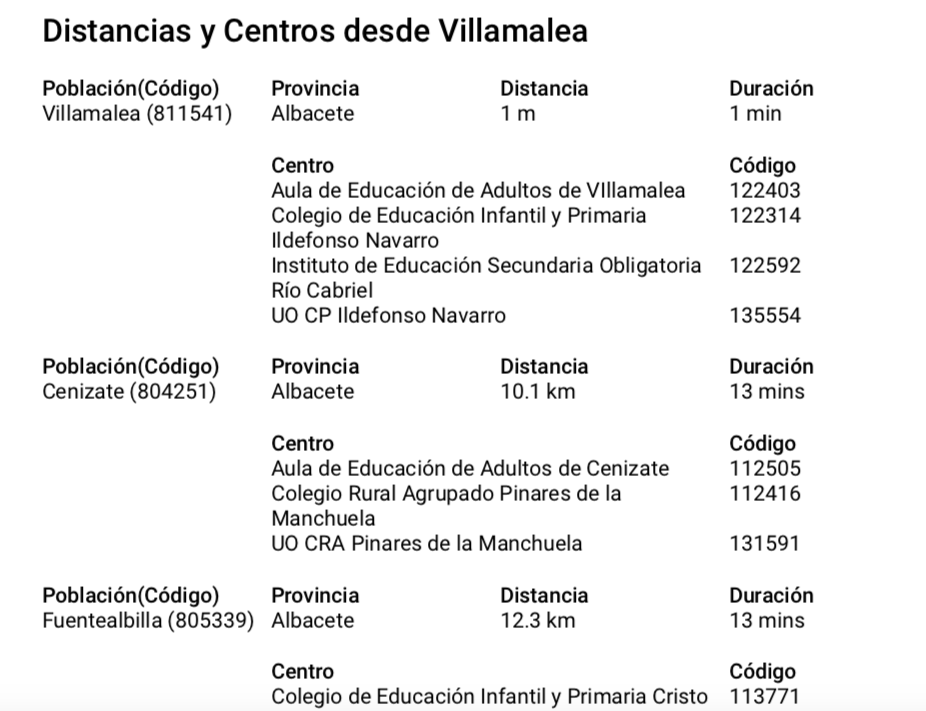 Distancias y Centros desde Villamalea
Población(Código) Provincia Distancia Duración
Villamalea (811541) Albacete 1 m 1 min
Centro Código
Aula de Educación de Adultos de VIllamalea 122403
Colegio de Educación Infantil y Primaria 122314
Ildefonso Navarro
Instituto de Educación Secundaria Obligatoria 122592
Río Cabriel
UO CP Ildefonso Navarro 135554
Población(Código) Provincia Distancia Duración
Cenizate (804251) Albacete 10.1 km 13 mins
Centro Código
Aula de Educación de Adultos de Cenizate 112505
Colegio Rural Agrupado Pinares de la 112416
Manchuela
UO CRA Pinares de la Manchuela 131591
Población(Código) Provincia Distancia Duración
Fuentealbilla (805339) Albacete 12.3 km 13 mins
Centro Código
Colegio de Educación Infantil y Primaria Cristo 113771